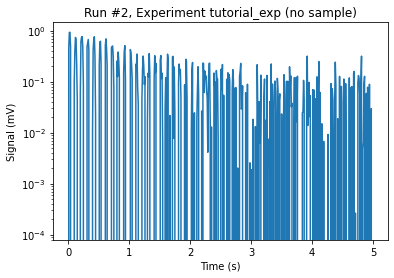 Run #2, Experiment tutorial_exp (no sample)
Signal (mV)
10⁰
10⁻¹
10⁻²
10⁻³
10⁻⁴
0 1 2 3 4 5
Time (s)